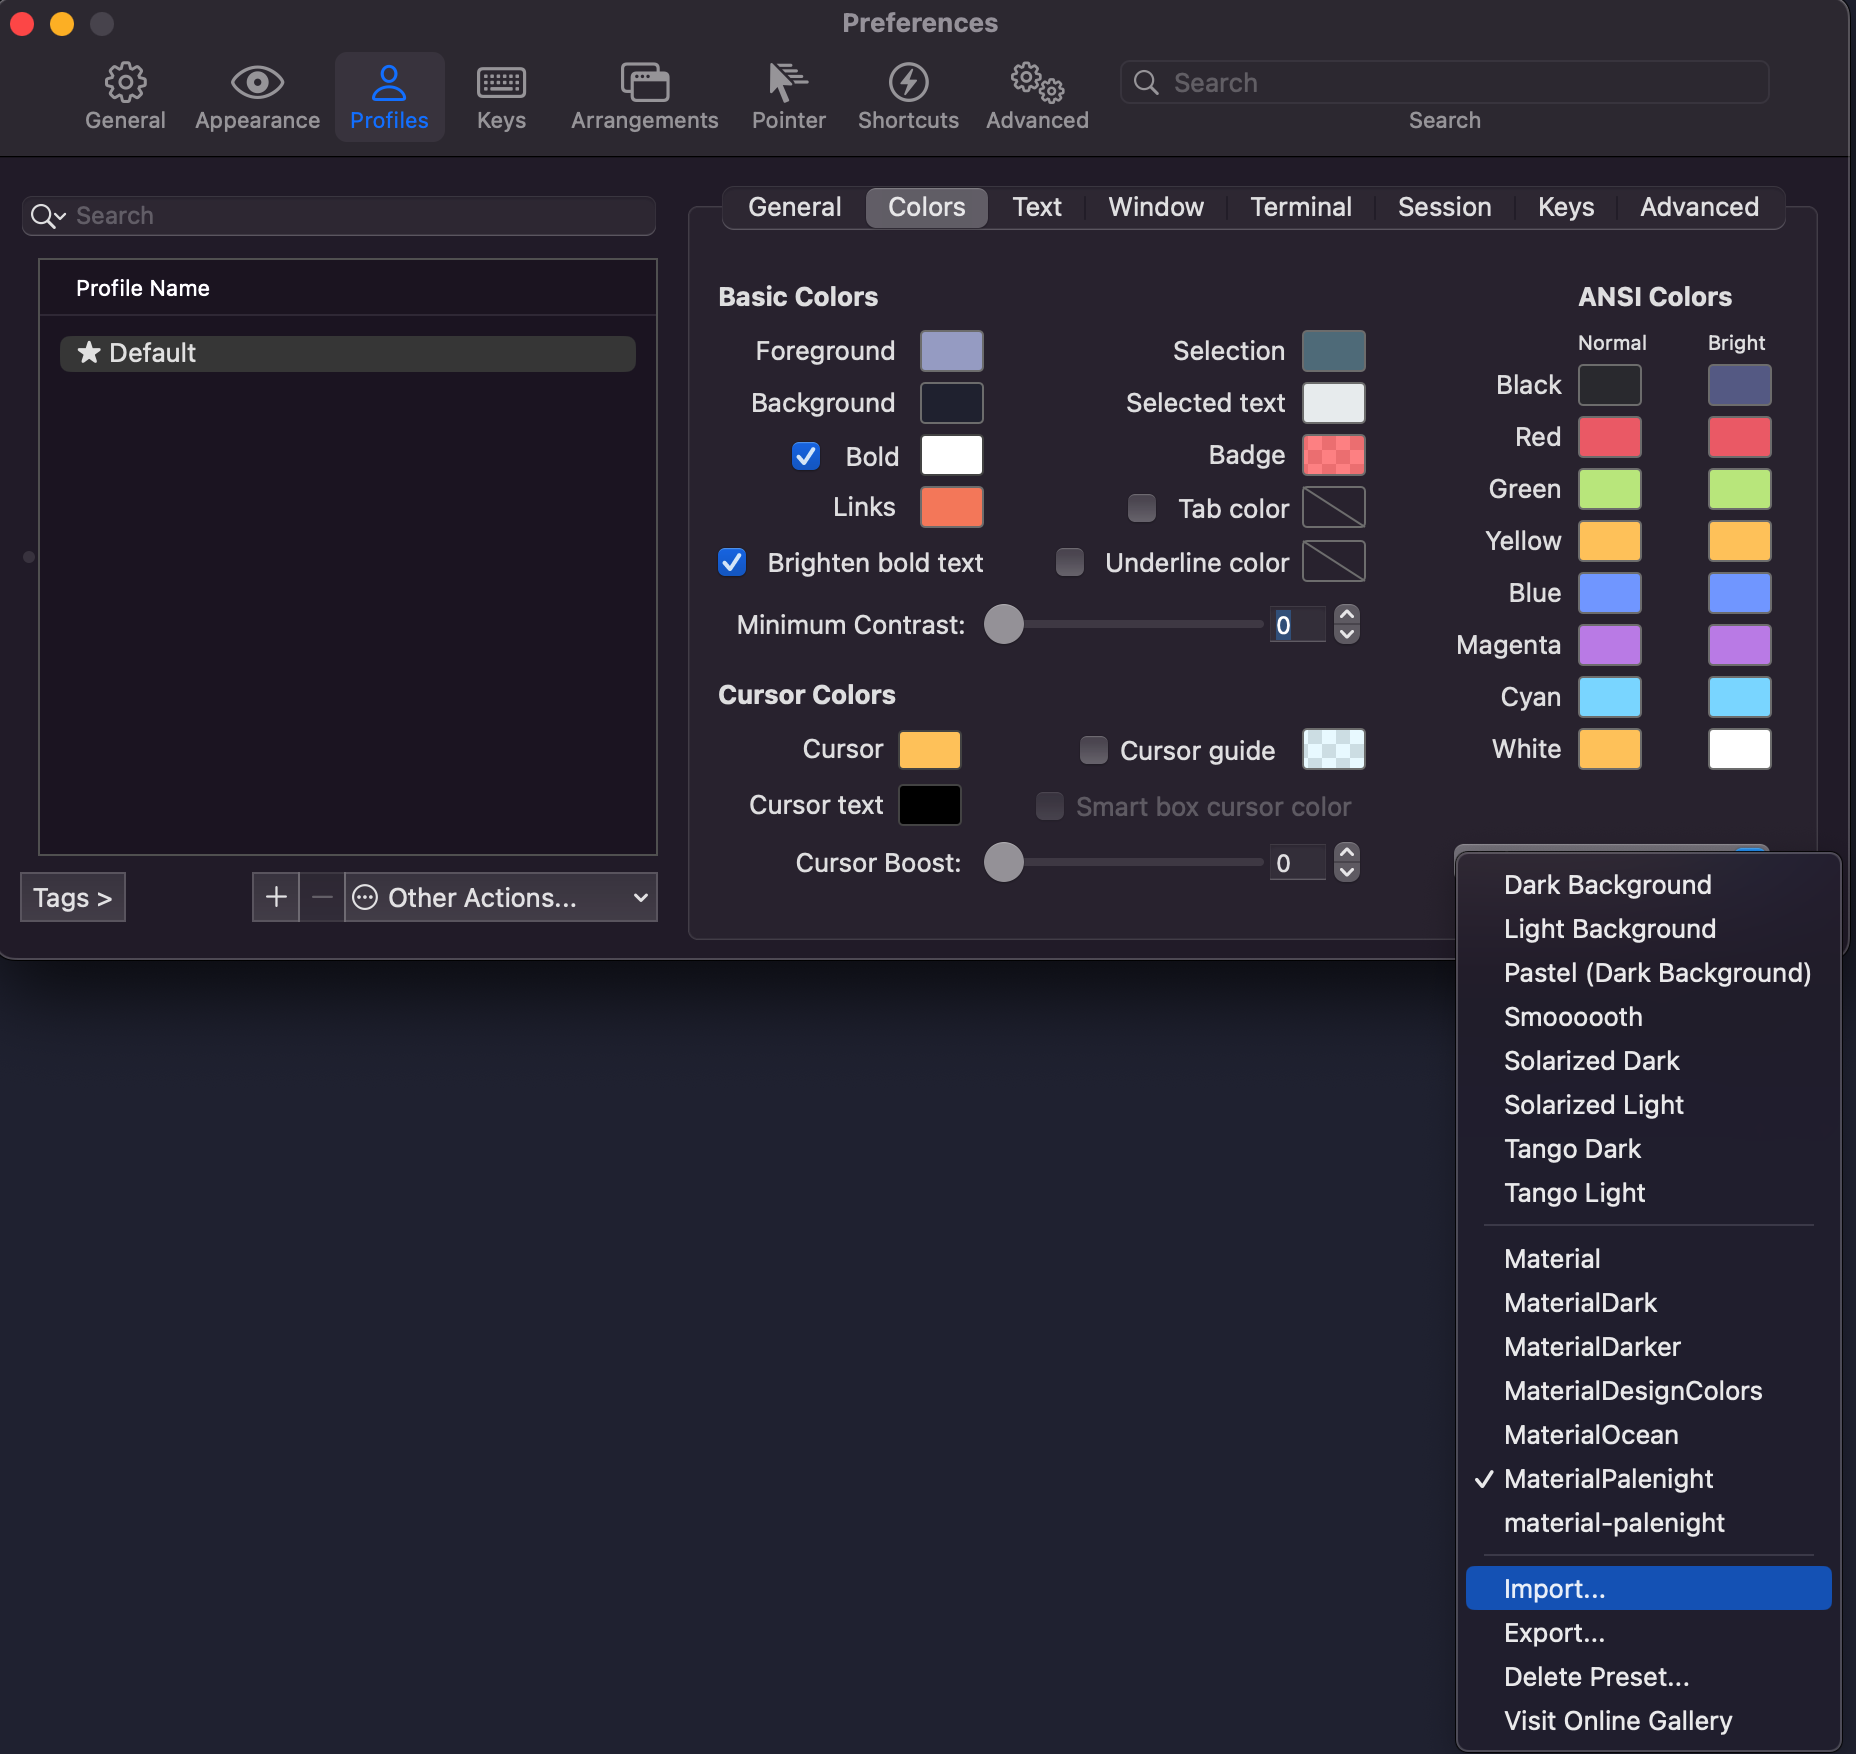 Preferences
General
Appearance
Profiles
Keys
Arrangements
Pointer
Shortcuts
Advanced
Search
Search
Search
Profile Name
★ Default
Tags >
+
−
Other Actions...
General
Colors
Text
Window
Terminal
Session
Keys
Advanced
Basic Colors
Foreground
Background
Bold
Links
Brighten bold text
Selection
Selected text
Badge
Tab color
Underline color
Minimum Contrast:
0
Cursor Colors
Cursor
Cursor text
Cursor guide
Smart box cursor color
Cursor Boost:
0
ANSI Colors
Normal
Bright
Black
Red
Green
Yellow
Blue
Magenta
Cyan
White
Dark Background
Light Background
Pastel (Dark Background)
Smoooooth
Solarized Dark
Solarized Light
Tango Dark
Tango Light
Material
MaterialDark
MaterialDarker
MaterialDesignColors
MaterialOcean
✓ MaterialPalenight
material-palenight
Import...
Export...
Delete Preset...
Visit Online Gallery